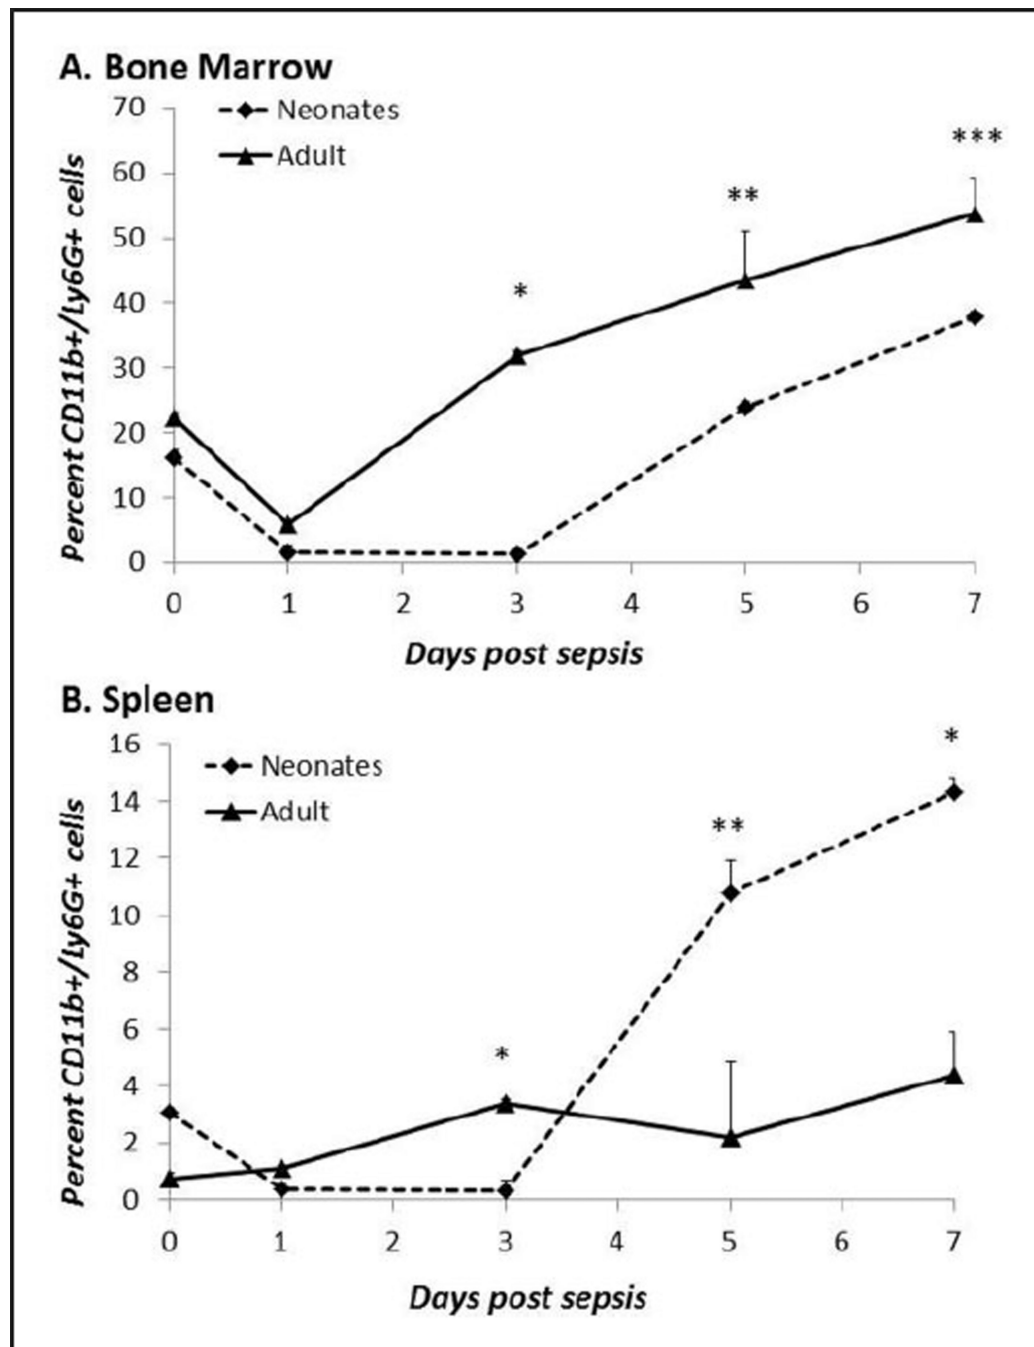 A. Bone Marrow
70
Neonates
***
Adult
60
**
50
*
40
30
20
10
0
Percent CD11b+/Ly6G+ cells
0 1 2 3 4 5 6 7
Days post sepsis
B. Spleen
16
*
Neonates
14
Adult
**
12
10
8
6
*
4
2
0
Percent CD11b+/Ly6G+ cells
0 1 2 3 4 5 6 7
Days post sepsis